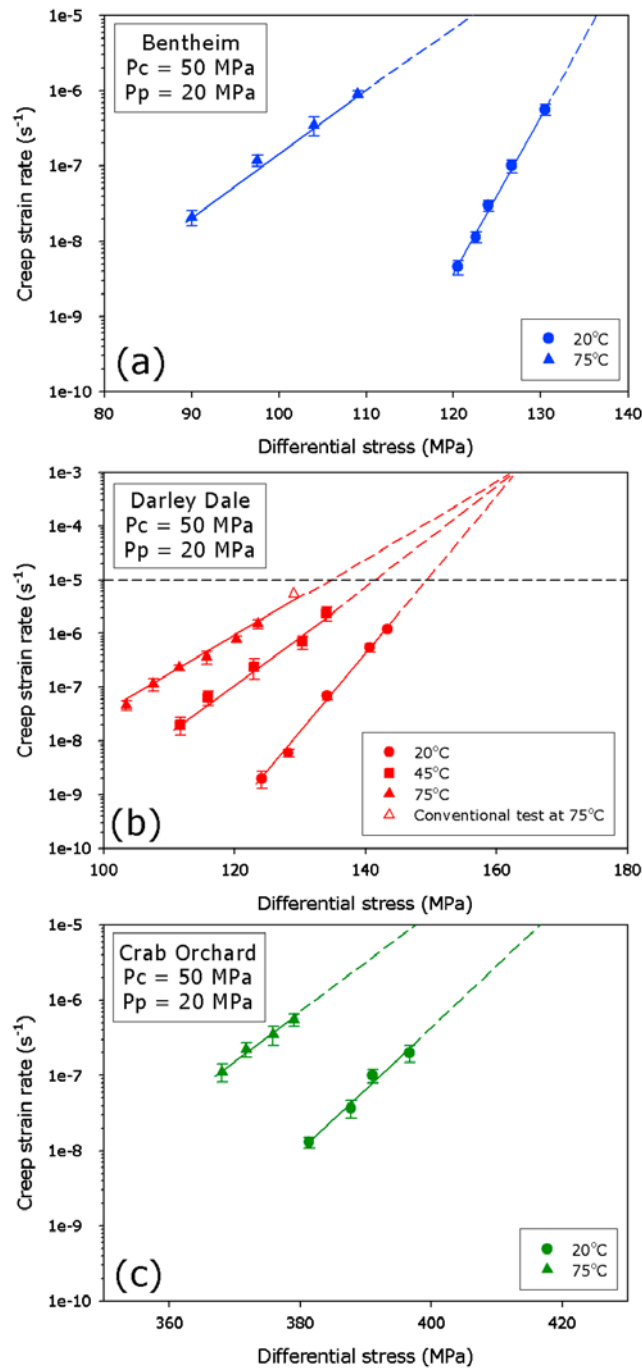 1e-5
Bentheim
Pc = 50 MPa
Pp = 20 MPa
1e-6
1e-7
1e-8
1e-9
1e-10
Creep strain rate (s⁻¹)
20°C
75°C
(a)
80 90 100 110 120 130 140
Differential stress (MPa)
1e-3
Darley Dale
Pc = 50 MPa
Pp = 20 MPa
1e-4
1e-5
1e-6
1e-7
1e-8
1e-9
1e-10
Creep strain rate (s⁻¹)
20°C
45°C
75°C
Conventional test at 75°C
(b)
100 120 140 160 180
Differential stress (MPa)
1e-5
Crab Orchard
Pc = 50 MPa
Pp = 20 MPa
1e-6
1e-7
1e-8
1e-9
1e-10
Creep strain rate (s⁻¹)
20°C
75°C
(c)
360 380 400 420
Differential stress (MPa)